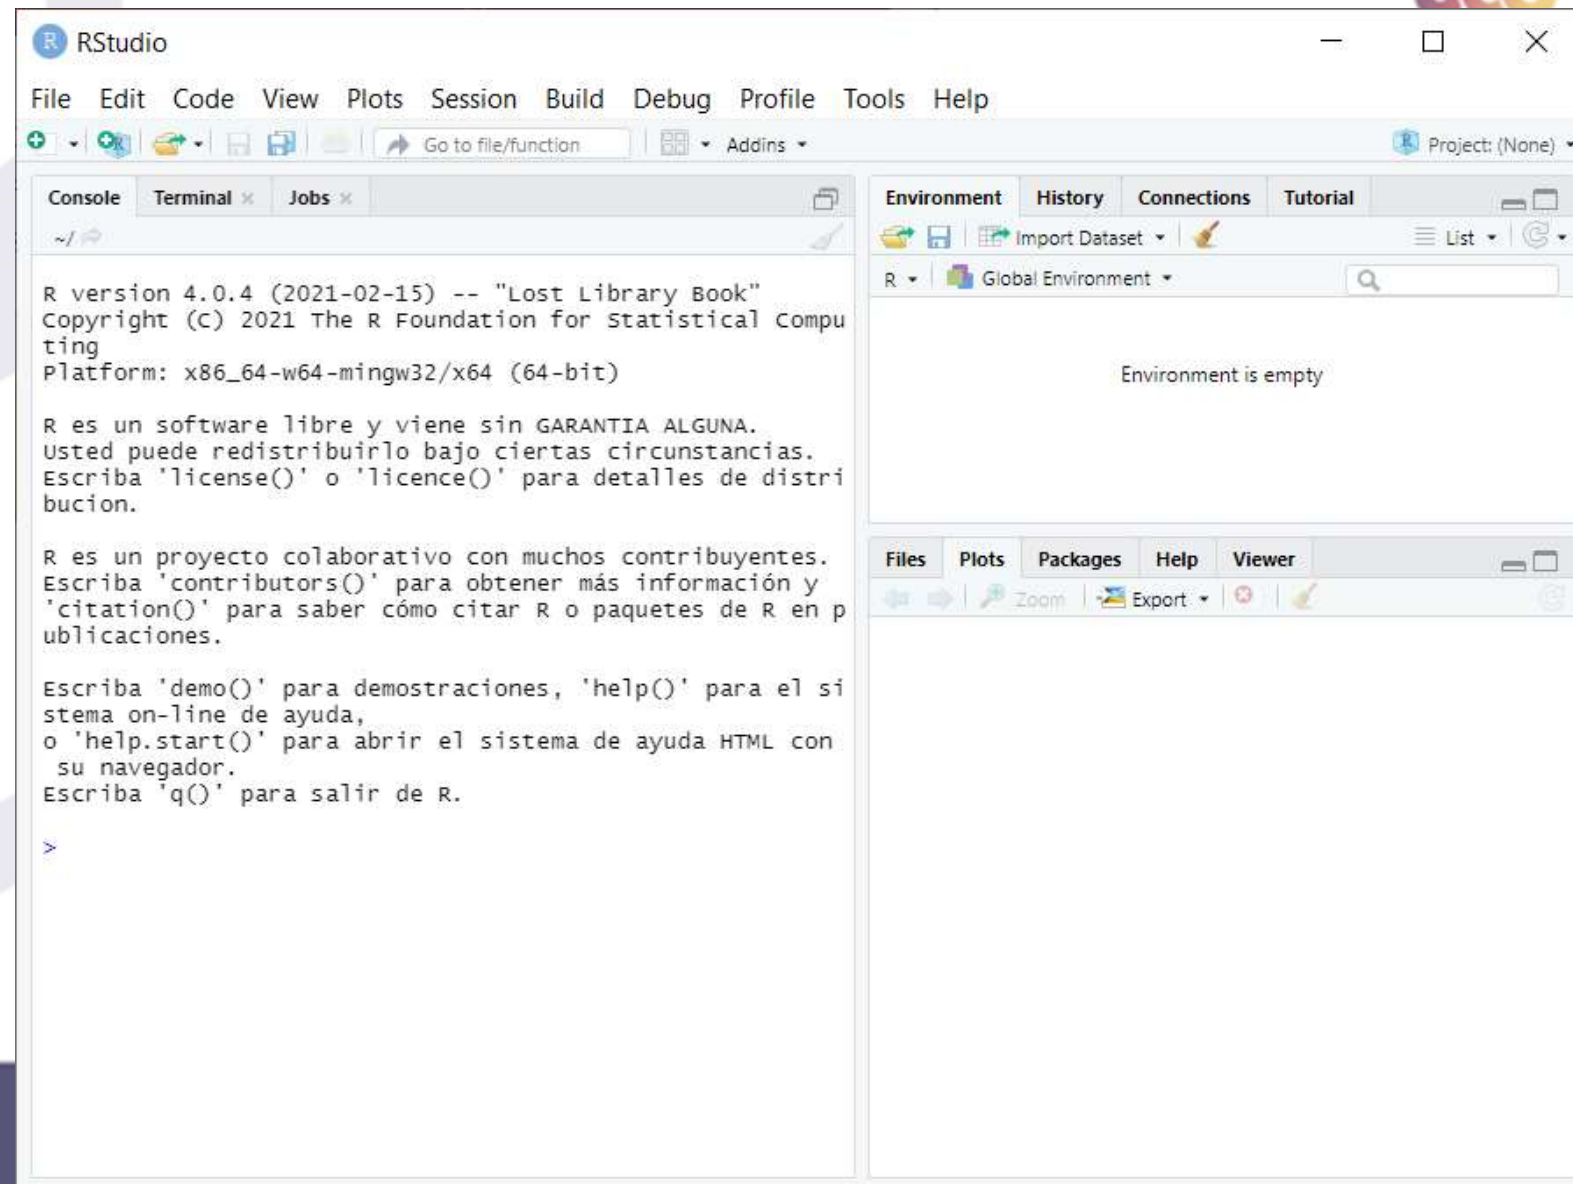 RStudio
File Edit Code View Plots Session Build Debug Profile Tools Help
Go to file/function Addins Project: (None)
Console Terminal Jobs
~/
R version 4.0.4 (2021-02-15) -- "Lost Library Book"
Copyright (C) 2021 The R Foundation for Statistical Compu
ting
Platform: x86_64-w64-mingw32/x64 (64-bit)
R es un software libre y viene sin GARANTIA ALGUNA.
Usted puede redistribuirlo bajo ciertas circunstancias.
Escriba 'license()' o 'licence()' para detalles de distri
bucion.
R es un proyecto colaborativo con muchos contribuyentes.
Escriba 'contributors()' para obtener más información y
'citation()' para saber cómo citar R o paquetes de R en p
ublicaciones.
Escriba 'demo()' para demostraciones, 'help()' para el si
stema on-line de ayuda,
o 'help.start()' para abrir el sistema de ayuda HTML con
su navegador.
Escriba 'q()' para salir de R.
>
Environment History Connections Tutorial
Import Dataset List
R Global Environment
Environment is empty
Files Plots Packages Help Viewer
Zoom Export